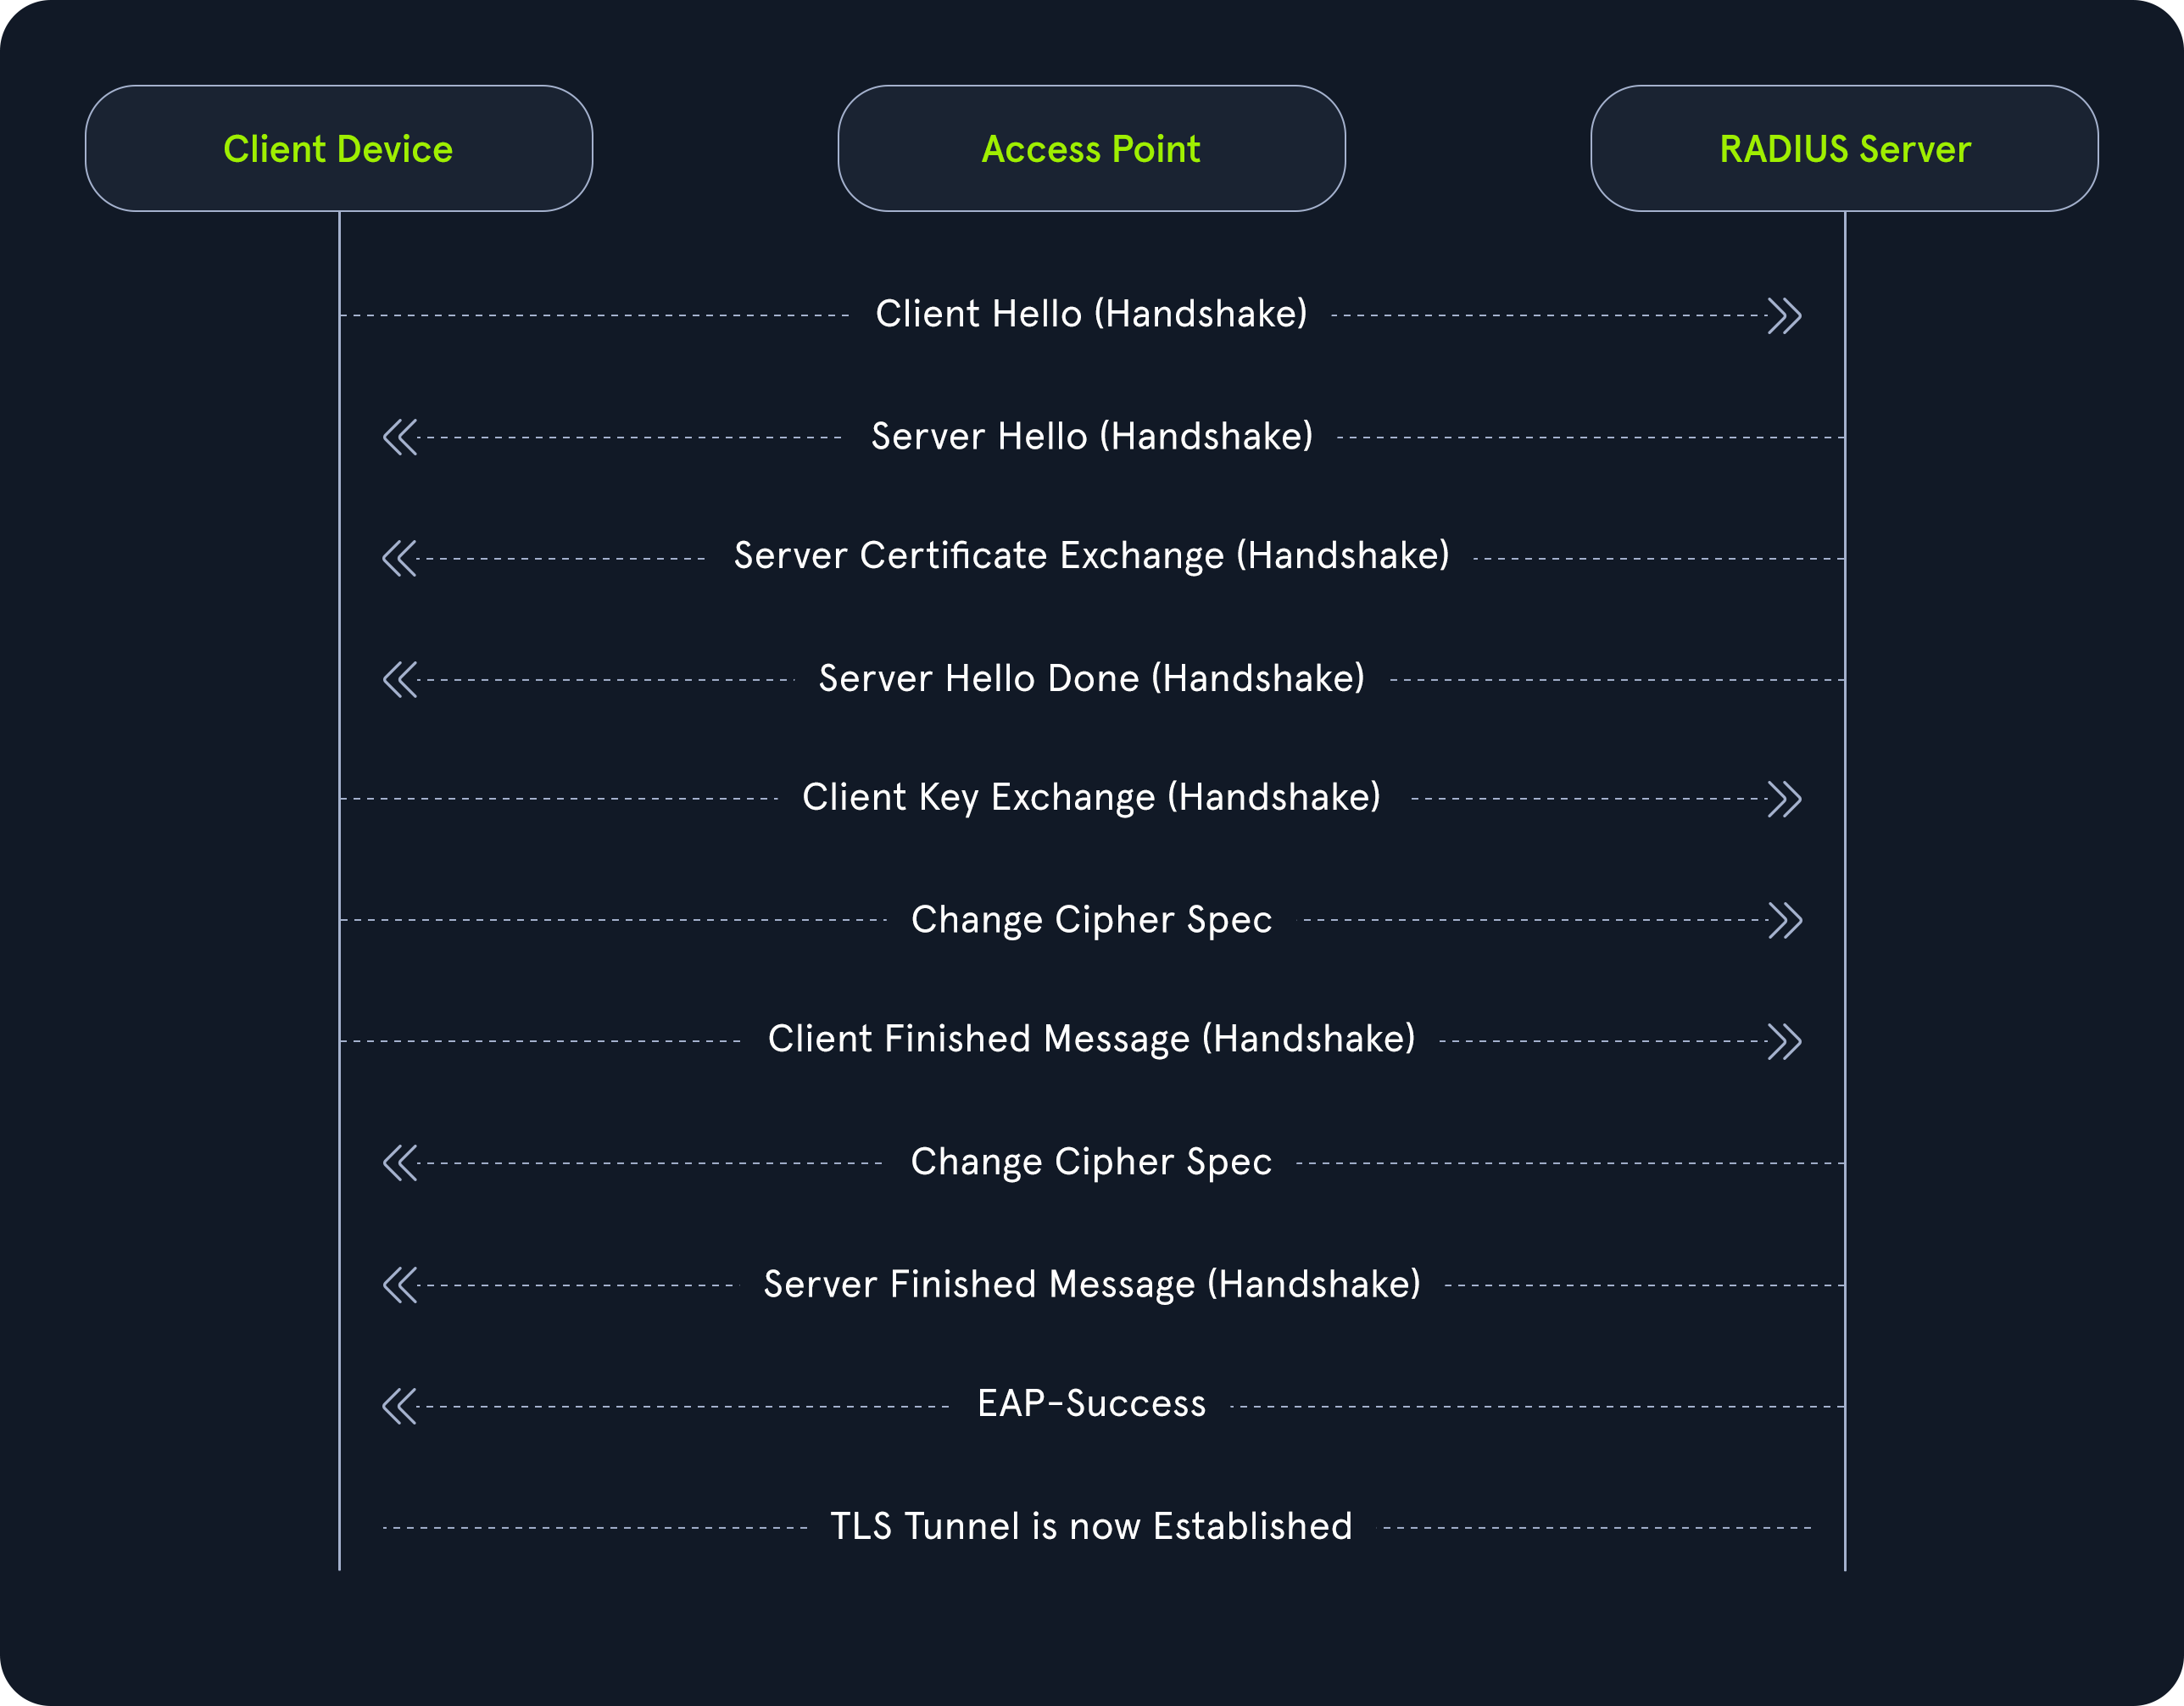 Client Device
Access Point
RADIUS Server
Client Hello (Handshake)
Server Hello (Handshake)
Server Certificate Exchange (Handshake)
Server Hello Done (Handshake)
Client Key Exchange (Handshake)
Change Cipher Spec
Client Finished Message (Handshake)
Change Cipher Spec
Server Finished Message (Handshake)
EAP-Success
TLS Tunnel is now Established